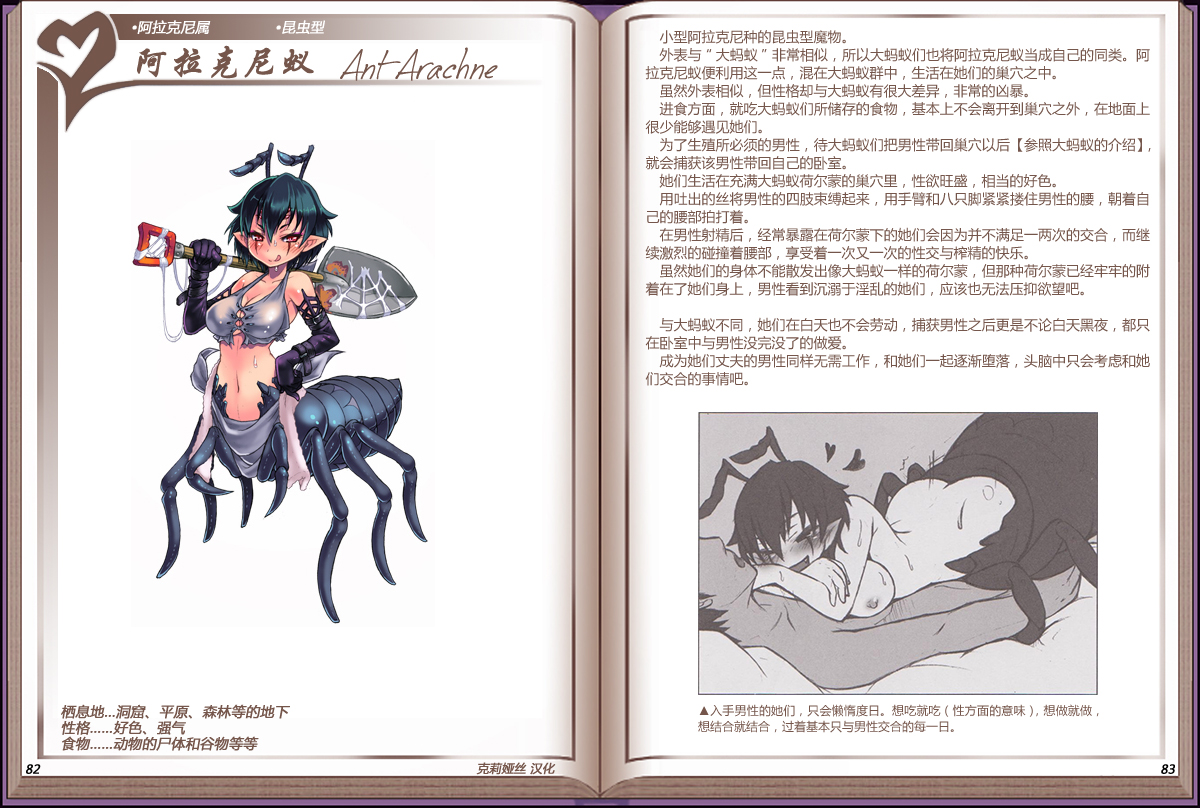 •阿拉克尼属 •昆虫型
阿拉克尼蚁 Ant Arachne
栖息地...洞窟、平原、森林等的地下
性格......好色、强气
食物......动物的尸体和谷物等等
82
克莉娅丝 汉化
小型阿拉克尼种的昆虫型魔物。
外表与“大蚂蚁”非常相似，所以大蚂蚁们也将阿拉克尼蚁当成自己的同类。阿
拉克尼蚁便利用这一点，混在大蚂蚁群中，生活在她们的巢穴之中。
虽然外表相似，但性格却与大蚂蚁有很大差异，非常的凶暴。
进食方面，就吃大蚂蚁们所储存的食物，基本上不会离开到巢穴之外，在地面上
很少能够遇见她们。
为了生殖所必须的男性，待大蚂蚁们把男性带回巢穴以后【参照大蚂蚁的介绍】，
就会捕获该男性带回自己的卧室。
她们生活在充满大蚂蚁荷尔蒙的巢穴里，性欲旺盛，相当的好色。
用吐出的丝将男性的四肢束缚起来，用手臂和八只脚紧紧搂住男性的腰，朝着自
己的腰部拍打着。
在男性射精后，经常暴露在荷尔蒙下的她们会因为并不满足一两次的交合，而继
续激烈的碰撞着腰部，享受着一次又一次的性交与榨精的快乐。
虽然她们的身体不能散发出像大蚂蚁一样的荷尔蒙，但那种荷尔蒙已经牢牢的附
着在了她们身上，男性看到沉溺于淫乱的她们，应该也无法压抑欲望吧。
与大蚂蚁不同，她们在白天也不会劳动，捕获男性之后更是不论白天黑夜，都只
在卧室中与男性没完没了的做爱。
成为她们丈夫的男性同样无需工作，和她们一起逐渐堕落，头脑中只会考虑和她
们交合的事情吧。
▲入手男性的她们，只会懒惰度日。想吃就吃（性方面的意味），想做就做，
想结合就结合，过着基本只与男性交合的每一日。
83